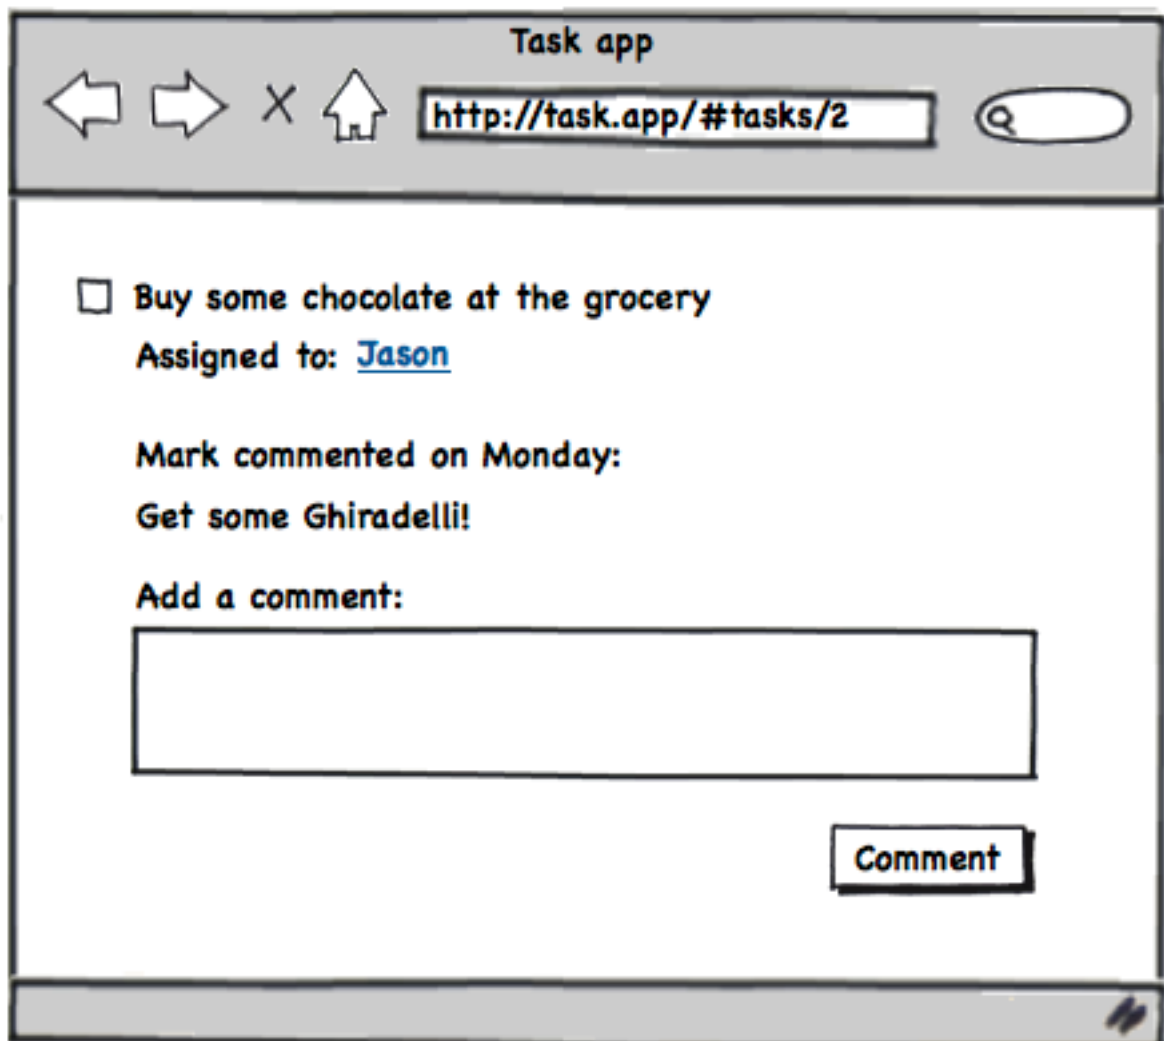 Task app
http://task.app/#tasks/2
Buy some chocolate at the grocery
Assigned to: Jason
Mark commented on Monday:
Get some Ghiradelli!
Add a comment:
Comment